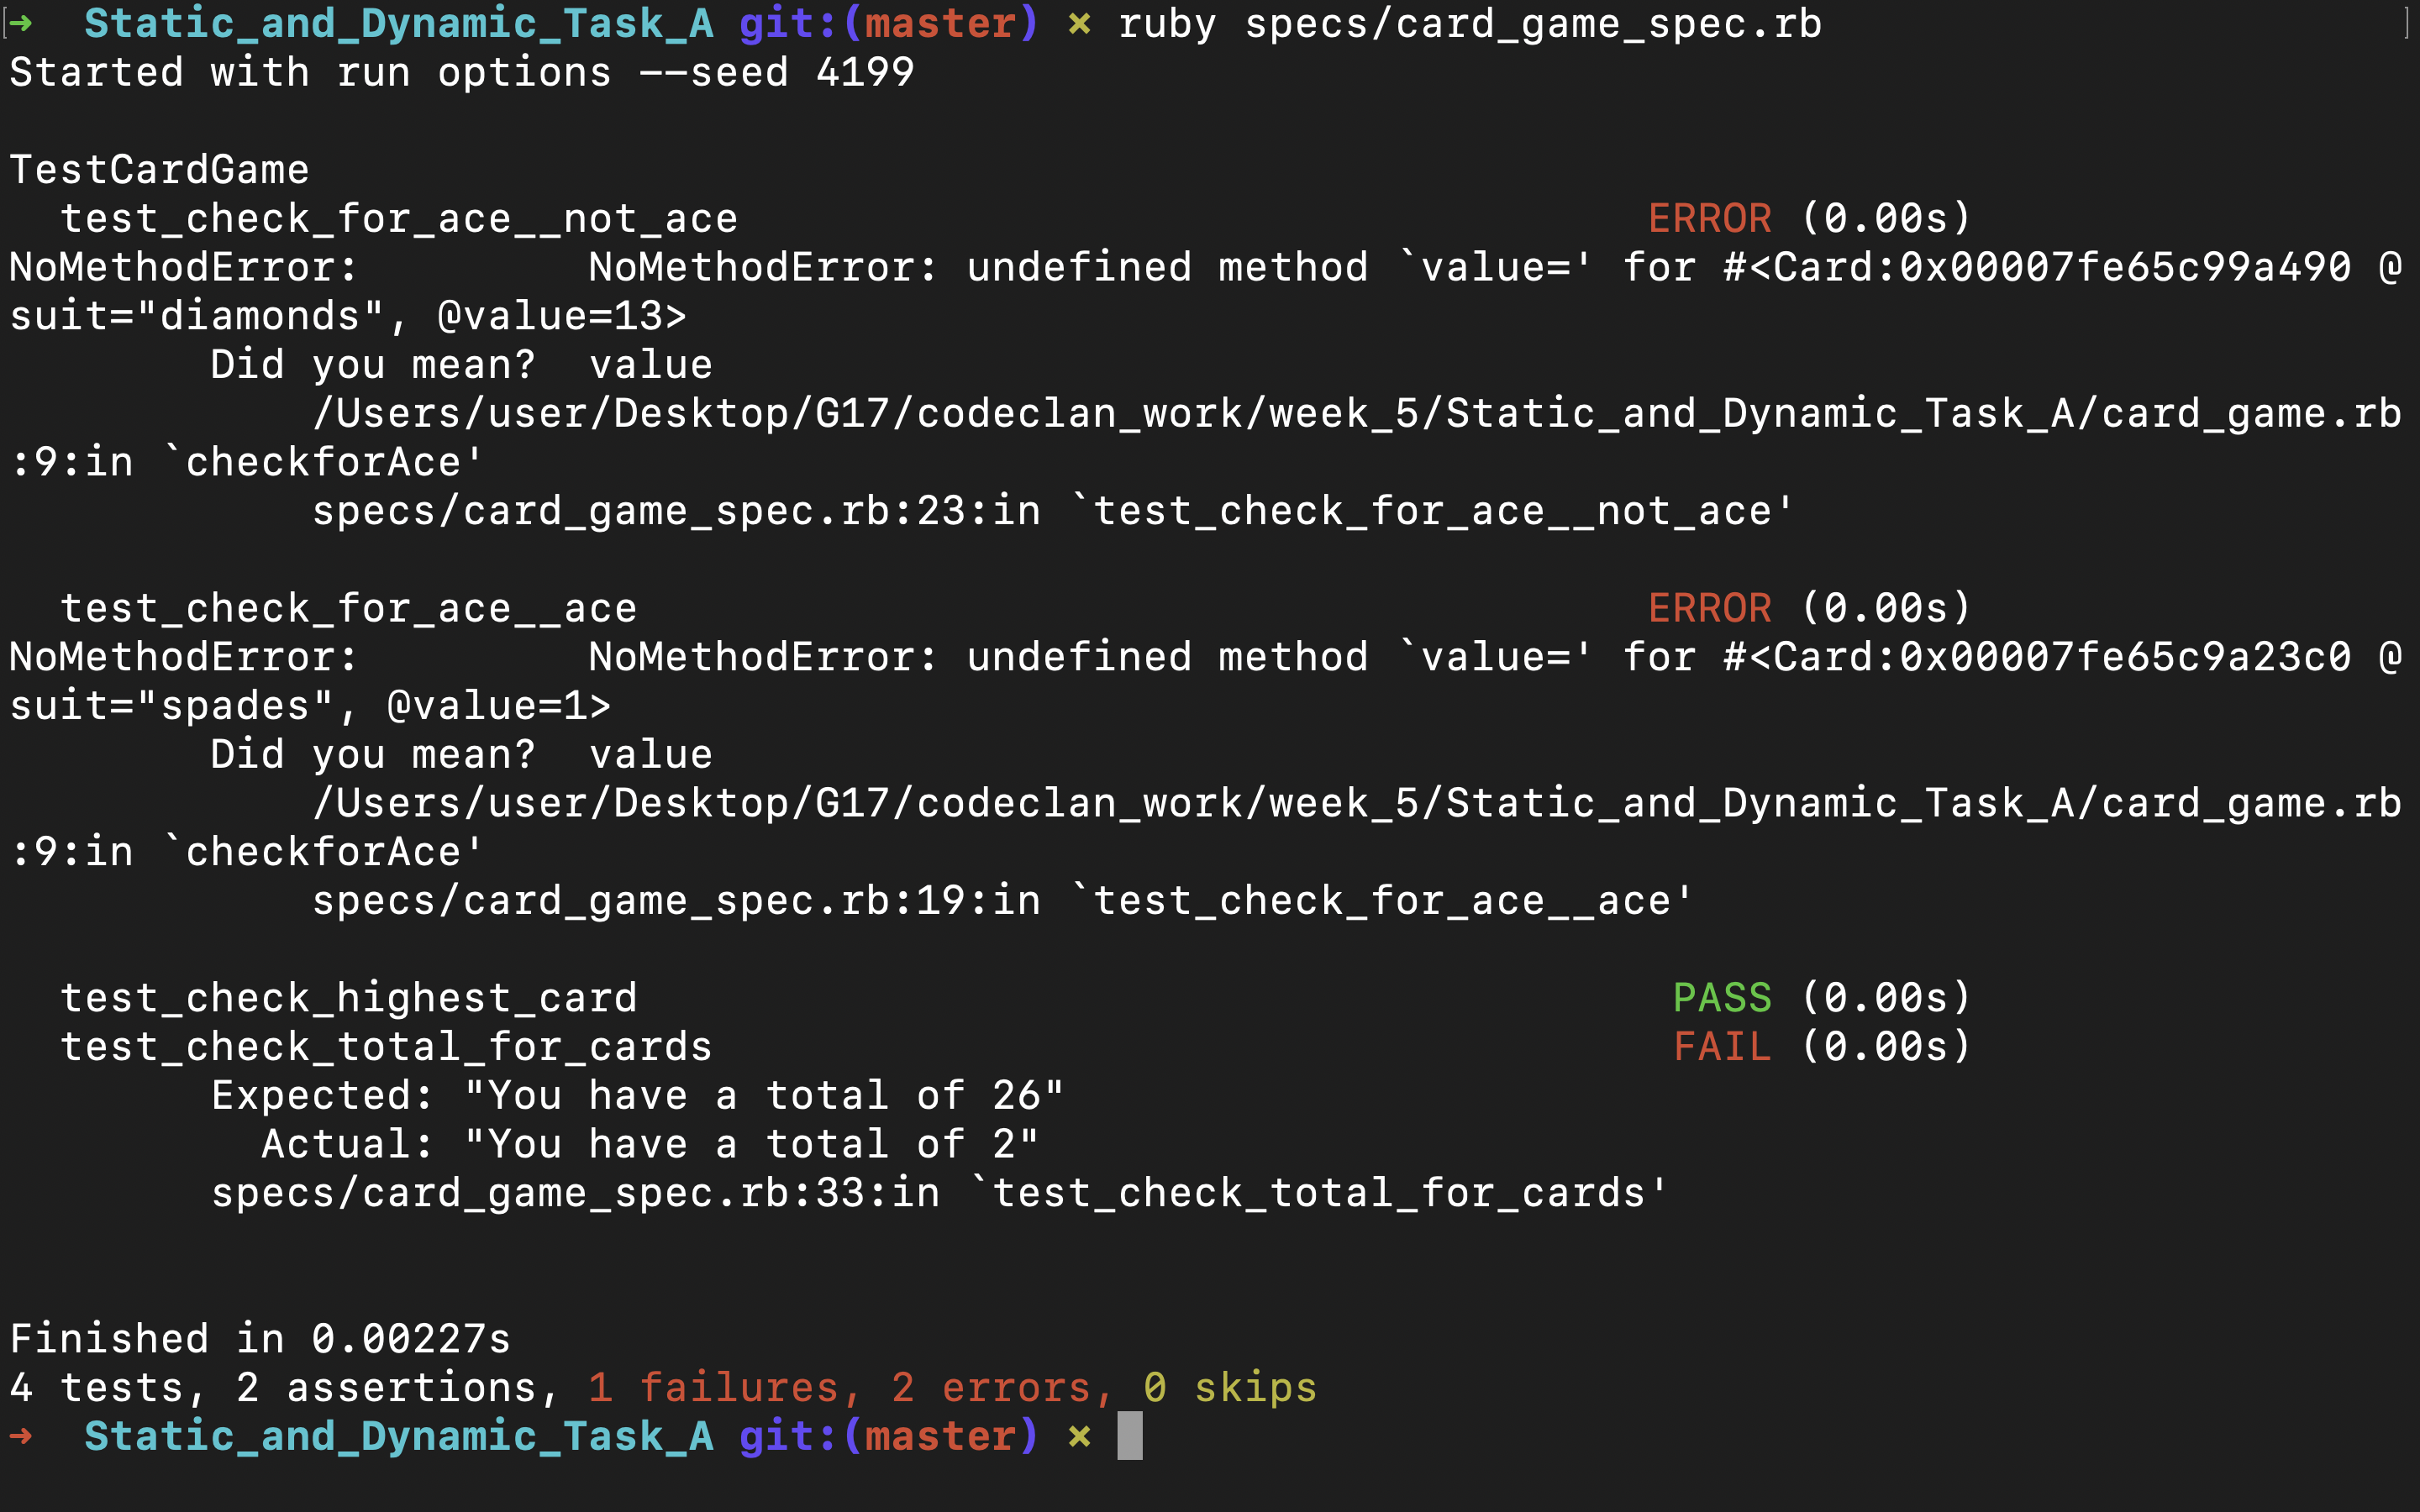 ➜  Static_and_Dynamic_Task_A git:(master) ✗ ruby specs/card_game_spec.rb
Started with run options --seed 4199

TestCardGame
  test_check_for_ace__not_ace                                    ERROR (0.00s)
NoMethodError:         NoMethodError: undefined method `value=' for #<Card:0x00007fe65c99a490 @
suit="diamonds", @value=13>
        Did you mean?  value
            /Users/user/Desktop/G17/codeclan_work/week_5/Static_and_Dynamic_Task_A/card_game.rb
:9:in `checkforAce'
            specs/card_game_spec.rb:23:in `test_check_for_ace__not_ace'

  test_check_for_ace__ace                                        ERROR (0.00s)
NoMethodError:         NoMethodError: undefined method `value=' for #<Card:0x00007fe65c9a23c0 @
suit="spades", @value=1>
        Did you mean?  value
            /Users/user/Desktop/G17/codeclan_work/week_5/Static_and_Dynamic_Task_A/card_game.rb
:9:in `checkforAce'
            specs/card_game_spec.rb:19:in `test_check_for_ace__ace'

  test_check_highest_card                                         PASS (0.00s)
  test_check_total_for_cards                                      FAIL (0.00s)
        Expected: "You have a total of 26"
          Actual: "You have a total of 2"
        specs/card_game_spec.rb:33:in `test_check_total_for_cards'

Finished in 0.00227s
4 tests, 2 assertions, 1 failures, 2 errors, 0 skips
➜  Static_and_Dynamic_Task_A git:(master) ✗